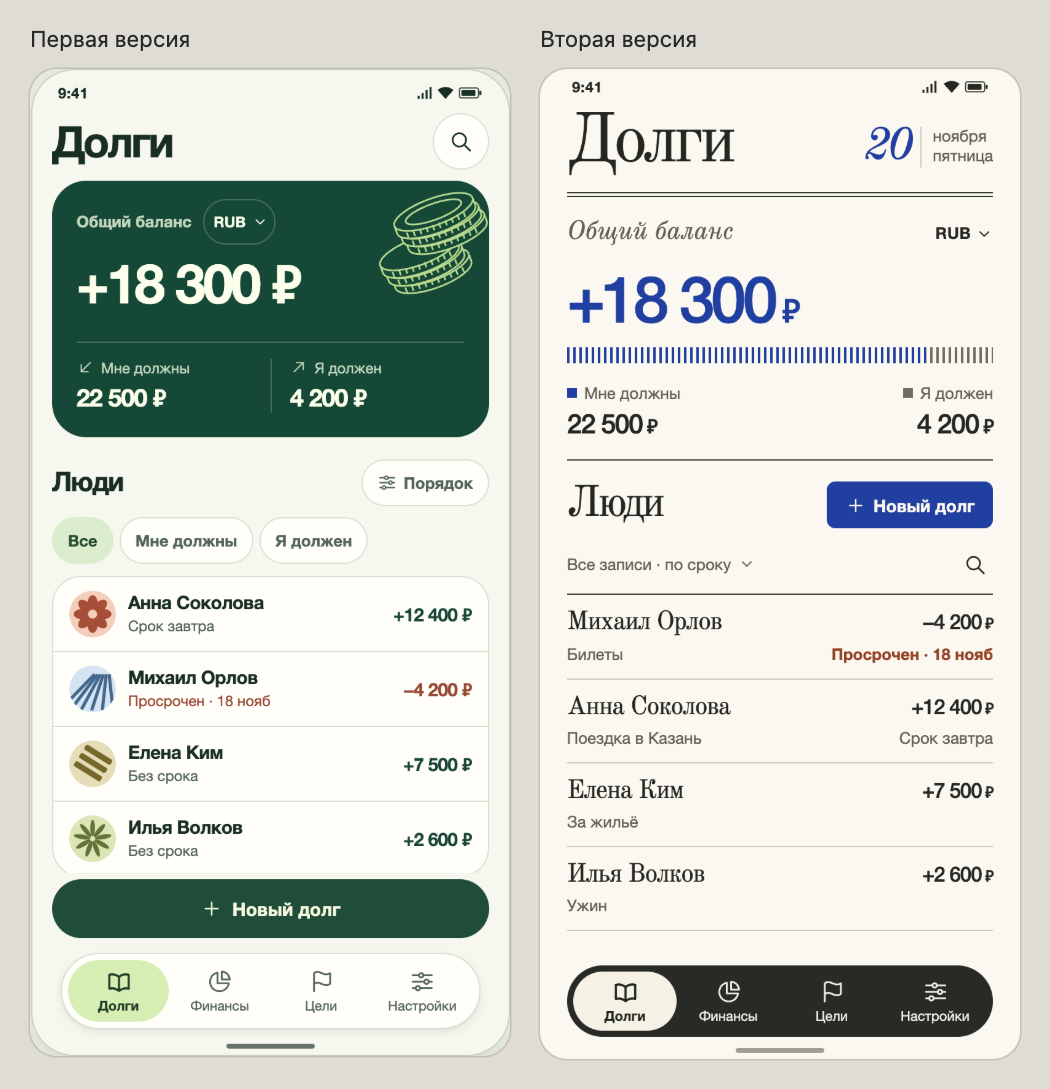 Первая версия
9:41
Долги
Общий баланс RUB
+18 300 ₽
Мне должны
22 500 ₽
Я должен
4 200 ₽
Люди
Порядок
Все
Мне должны
Я должен
Анна Соколова
Срок завтра
+12 400 ₽
Михаил Орлов
Просрочен · 18 нояб
−4 200 ₽
Елена Ким
Без срока
+7 500 ₽
Илья Волков
Без срока
+2 600 ₽
+ Новый долг
Долги
Финансы
Цели
Настройки
Вторая версия
9:41
Долги
20
ноября
пятница
Общий баланс
RUB
+18 300 ₽
Мне должны
22 500 ₽
Я должен
4 200 ₽
Люди
+ Новый долг
Все записи · по сроку
Михаил Орлов
−4 200 ₽
Билеты
Просрочен · 18 нояб
Анна Соколова
+12 400 ₽
Поездка в Казань
Срок завтра
Елена Ким
+7 500 ₽
За жильё
Илья Волков
+2 600 ₽
Ужин
Долги
Финансы
Цели
Настройки